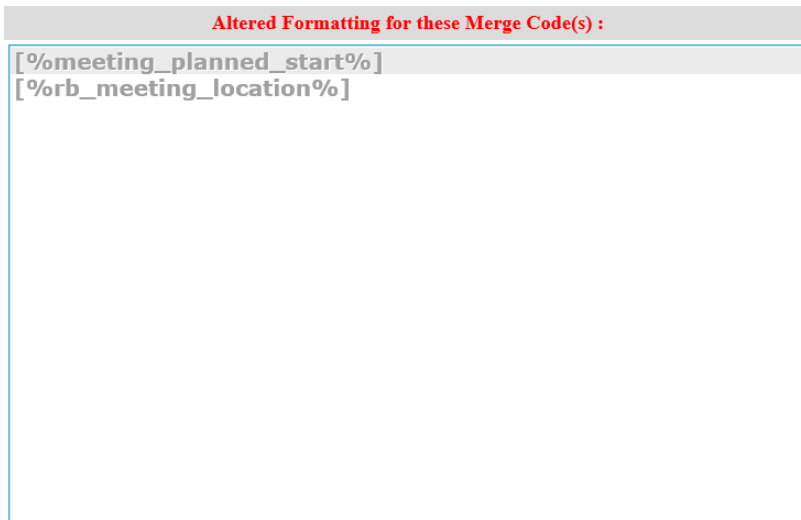 Altered Formatting for these Merge Code(s) :
[%meeting_planned_start%]
[%rb_meeting_location%]